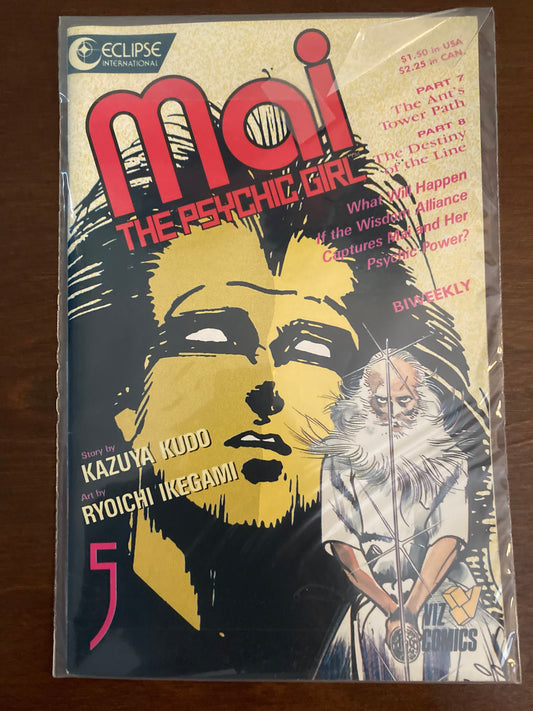 ECLIPSE
INTERNATIONAL
$1.50 in USA
$2.25 in CAN.
mai
THE PSYCHIC GIRL
PART 7
The Ant's
Tower Path
PART 8
The Destiny
of the Line
What Will Happen
If the Wisdom Alliance
Captures Mai and Her
Psychic Power?
BIWEEKLY
Story by
KAZUYA KUDO
Art by
RYOICHI IKEGAMI
5
VIZ
COMICS